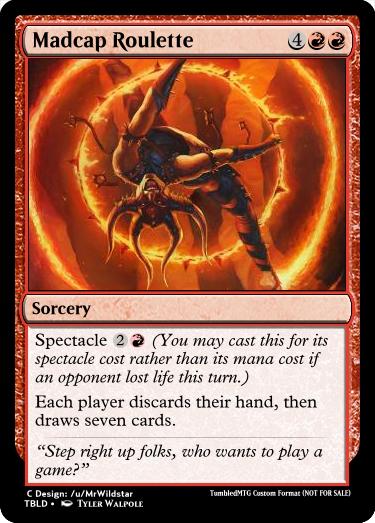 Madcap Roulette 4
Sorcery
Spectacle 2 (You may cast this for its
spectacle cost rather than its mana cost if
an opponent lost life this turn.)
Each player discards their hand, then
draws seven cards.
“Step right up folks, who wants to play a
game?”
C Design: /u/MrWildstar
TumbledMTG Custom Format (NOT FOR SALE)
TBLD • Tyler Walpole